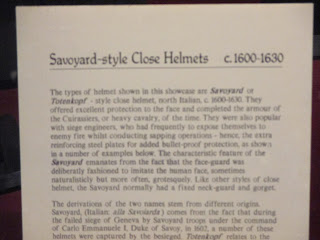 Savoyard-style Close Helmets c.1600-1630
The types of helmet shown in this showcase are Savoyard or
Totenkopf - style close helmet, north Italian, c. 1600-1630. They
offered excellent protection to the face and completed the armour of
the Cuirassiers, or heavy cavalry, of the time. They were also popular
with siege engineers, who had frequently to expose themselves to
enemy fire whilst conducting sapping operations - hence, the extra
reinforcing steel plates for added bullet-proof protection, as shown
in a number of examples below. The characteristic feature of the
Savoyard emanates from the fact that the face-guard was
deliberately fashioned to imitate the human face, sometimes
naturalistically but more often, grotesquely. Like other styles of close
helmet, the Savoyard normally had a fixed neck-guard and gorget.
The derivations of the two names stem from different origins.
Savoyard, (Italian: alla Savoiarda) comes from the fact that during
the failed siege of Geneva by Savoyard troops under the command
of Carlo Emmanuele I, Duke of Savoy, in 1602, a number of these
helmets were captured by the besieged. Totenkopf relates to the